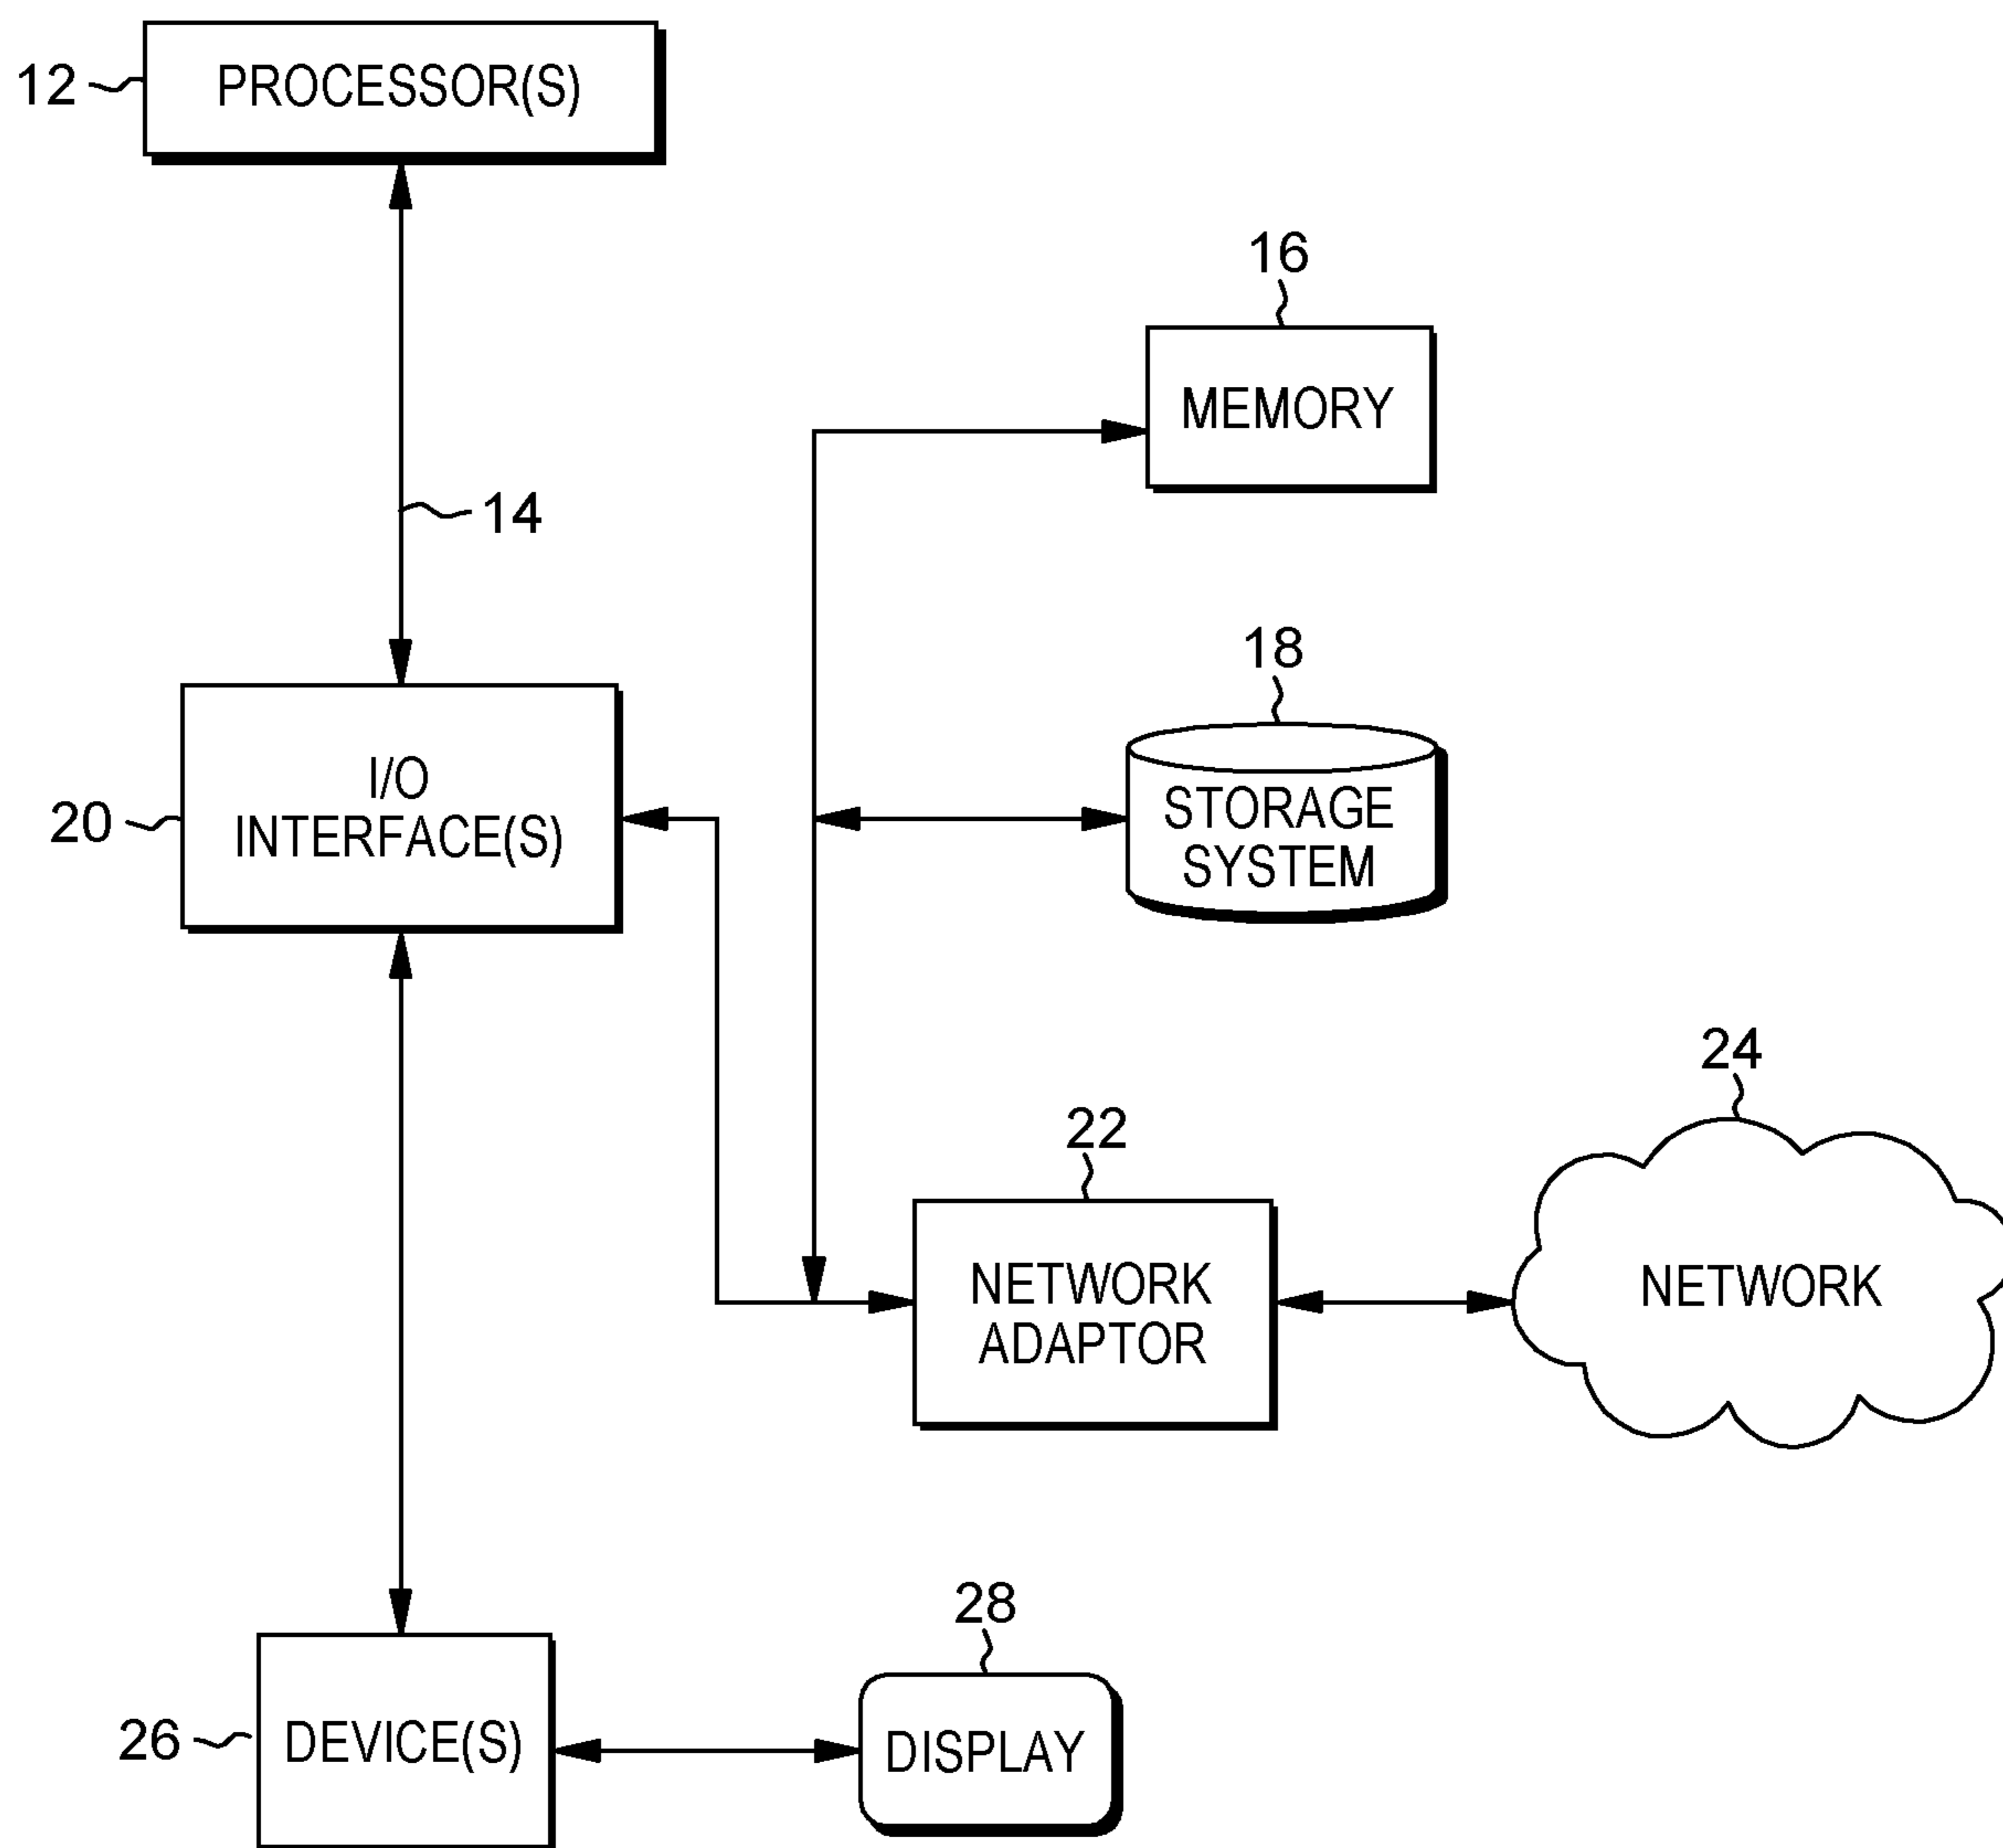 12
PROCESSOR(S)
16
MEMORY
14
18
I/O
INTERFACE(S)
20
STORAGE
SYSTEM
24
22
NETWORK
ADAPTOR
NETWORK
28
26
DEVICE(S)
DISPLAY